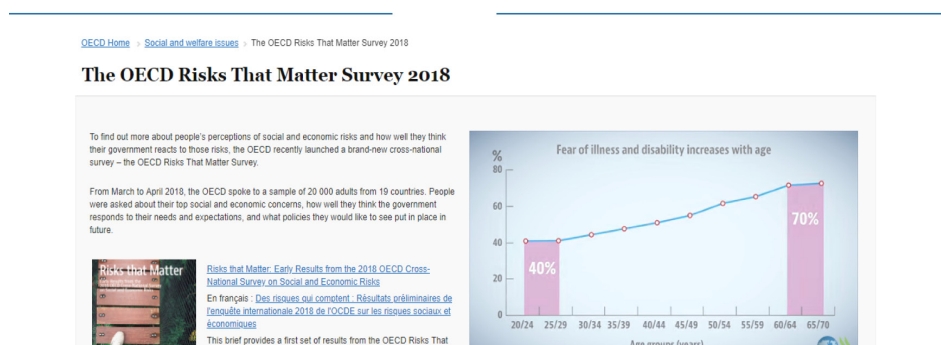 OECD Home > Social and welfare issues > The OECD Risks That Matter Survey 2018
The OECD Risks That Matter Survey 2018
To find out more about people's perceptions of social and economic risks and how well they think
their government reacts to those risks, the OECD recently launched a brand-new cross-national
survey – the OECD Risks That Matter Survey.
From March to April 2018, the OECD spoke to a sample of 20 000 adults from 19 countries. People
were asked about their top social and economic concerns, how well they think the government
responds to their needs and expectations, and what policies they would like to see put in place in
future.
Risks that Matter
Risks that Matter: Early Results from the 2018 OECD Cross-
National Survey on Social and Economic Risks
En français : Des risques qui comptent : Résultats préliminaires de
l'enquête internationale 2018 de l'OCDE sur les risques sociaux et
économiques
This brief provides a first set of results from the OECD Risks That
Fear of illness and disability increases with age
%
80
60
40
20
0
40%
70%
20/24 25/29 30/34 35/39 40/44 45/49 50/54 55/59 60/64 65/70
Age groups (years)